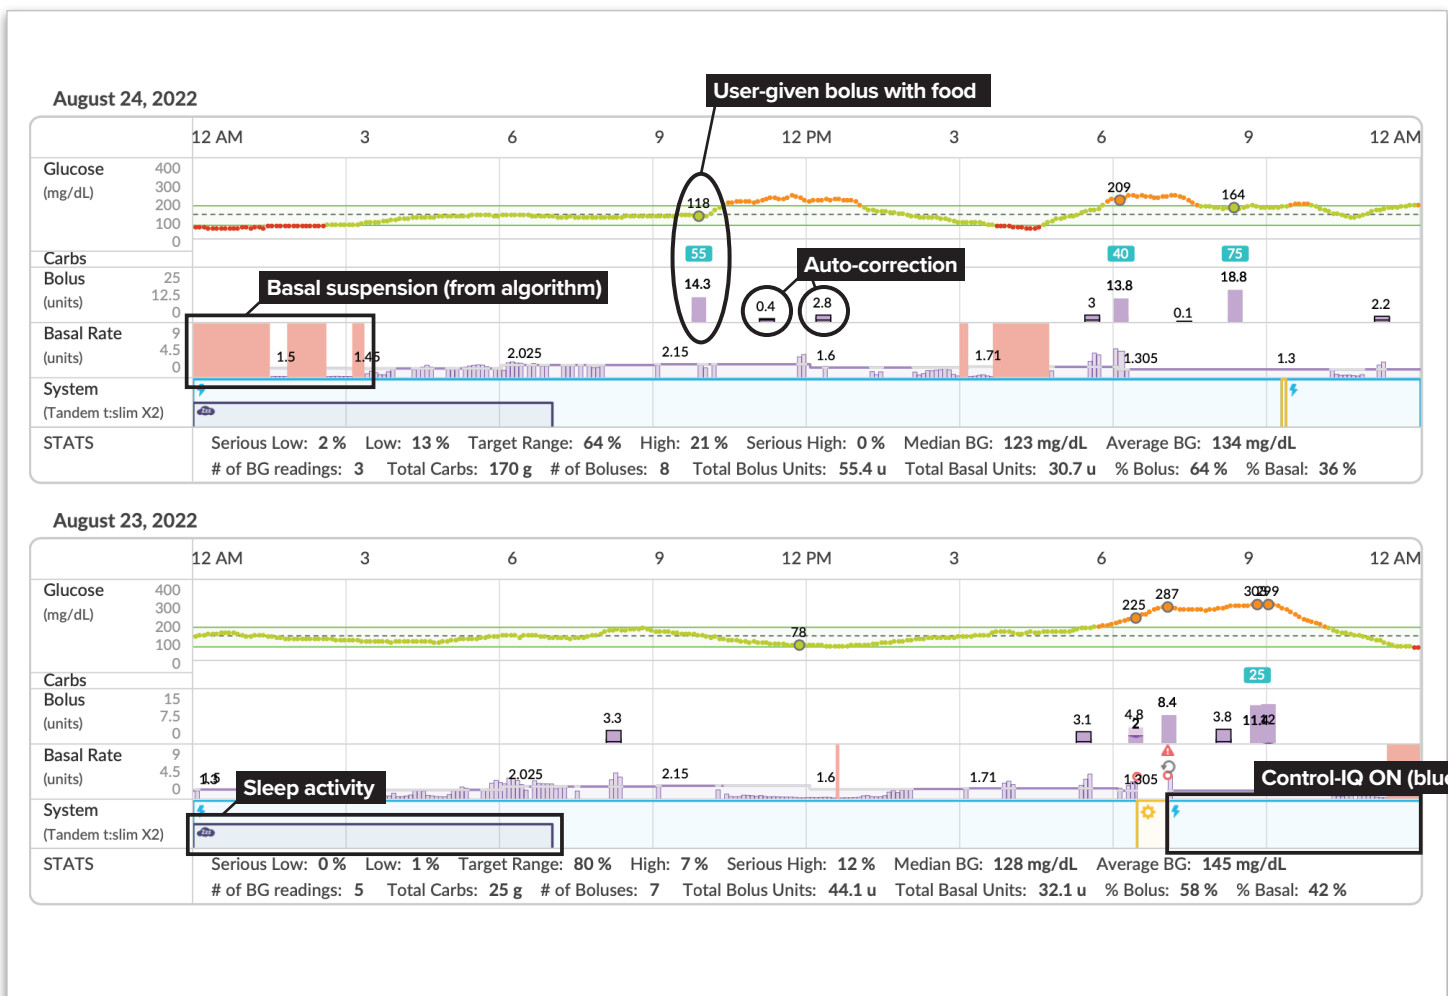 User-given bolus with food
August 24, 2022
12 AM 3 6 9 12 PM 3 6 9 12 AM
Glucose
(mg/dL)
400
300
200
100
0
118 209 164
Carbs
55 40 75
Auto-correction
Bolus
(units)
25
12.5
0
14.3 0.4 2.8 3 13.8 0.1 18.8 2.2
Basal suspension (from algorithm)
Basal Rate
(units)
9
4.5
0
1.5 1.45 2.025 2.15 1.6 1.71 1.305 1.3
System
(Tandem t:slim X2)
Zzz
STATS
Serious Low: 2 % Low: 13 % Target Range: 64 % High: 21 % Serious High: 0 % Median BG: 123 mg/dL Average BG: 134 mg/dL
# of BG readings: 3 Total Carbs: 170 g # of Boluses: 8 Total Bolus Units: 55.4 u Total Basal Units: 30.7 u % Bolus: 64 % % Basal: 36 %
August 23, 2022
12 AM 3 6 9 12 PM 3 6 9 12 AM
Glucose
(mg/dL)
400
300
200
100
0
78 225 287
Carbs
25
Bolus
(units)
15
7.5
0
3.3 3.1 4.8 2 8.4 3.8
Basal Rate
(units)
9
4.5
0
2.025 2.15 1.6 1.71 1.305
Sleep activity
Control-IQ ON (blue
System
(Tandem t:slim X2)
Zzz
STATS
Serious Low: 0 % Low: 1 % Target Range: 80 % High: 7 % Serious High: 12 % Median BG: 128 mg/dL Average BG: 145 mg/dL
# of BG readings: 5 Total Carbs: 25 g # of Boluses: 7 Total Bolus Units: 44.1 u Total Basal Units: 32.1 u % Bolus: 58 % % Basal: 42 %